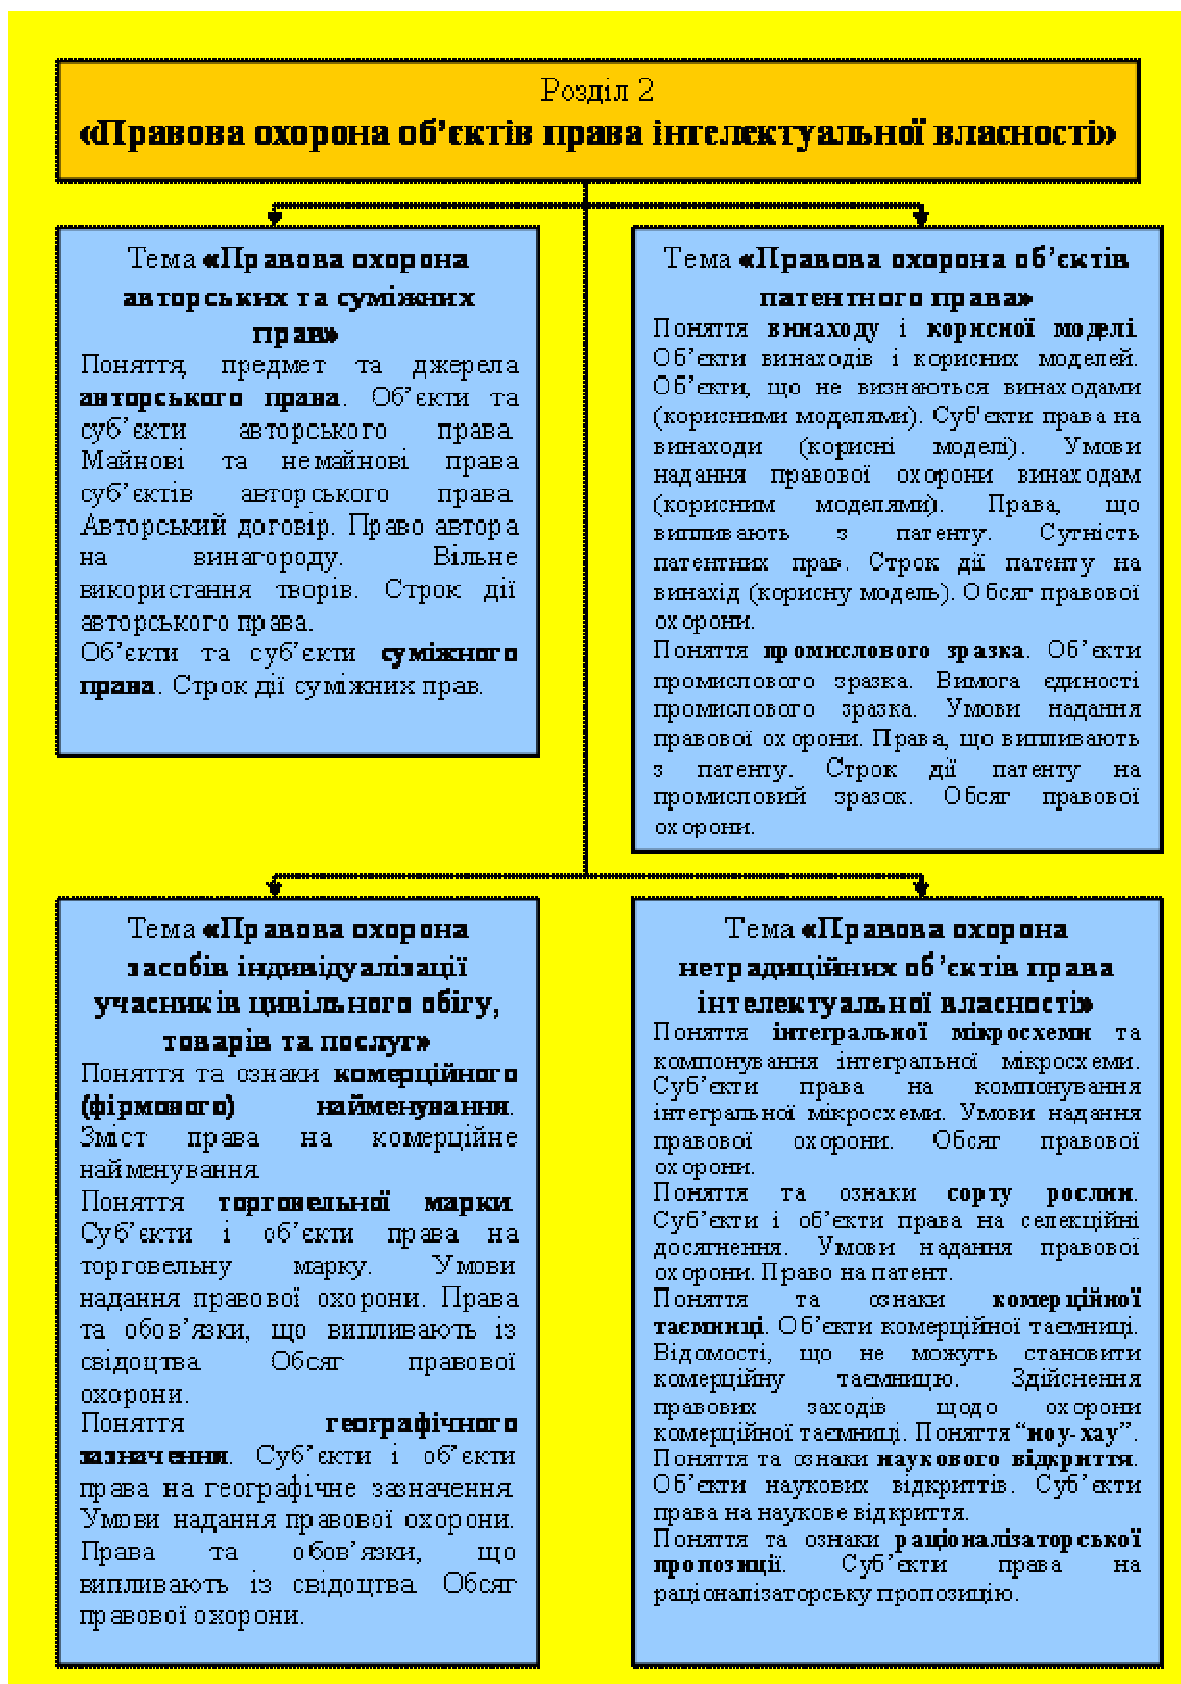 Розділ 2
«Правова охорона об’єктів права інтелектуальної власності»
Тема «Правова охорона
авторських та суміжних
прав»
Поняття, предмет та джерела
авторського права. Об’єкти та
суб’єкти авторського права.
Майнові та немайнові права
суб’єктів авторського права.
Авторський договір. Право автора
на винагороду. Вільне
використання творів. Строк дії
авторського права.
Об’єкти та суб’єкти суміжного
права. Строк дії суміжних прав.
Тема «Правова охорона об’єктів
патентного права»
Поняття винаходу і корисної моделі.
Об’єкти винаходів і корисних моделей.
Об’єкти, що не визнаються винаходами
(корисними моделями). Суб'єкти права на
винаходи (корисні моделі). Умови
надання правової охорони винаходам
(корисним моделями). Права, що
випливають з патенту. Сутність
патентних прав. Строк дії патенту на
винахід (корисну модель). Обсяг правової
охорони.
Поняття промислового зразка. Об’єкти
промислового зразка. Вимога єдиності
промислового зразка. Умови надання
правової охорони. Права, що випливають
з патенту. Строк дії патенту на
промисловий зразок. Обсяг правової
охорони.
Тема «Правова охорона
засобів індивідуалізації
учасників цивільного обігу,
товарів та послуг»
Поняття та ознаки комерційного
(фірмового) найменування.
Зміст права на комерційне
найменування.
Поняття торговельної марки.
Суб’єкти і об’єкти права на
торговельну марку. Умови
надання правової охорони. Права
та обов’язки, що випливають із
свідоцтва. Обсяг правової
охорони.
Поняття географічного
зазначення. Суб’єкти і об’єкти
права на географічне зазначення.
Умови надання правової охорони.
Права та обов’язки, що
випливають із свідоцтва. Обсяг
правової охорони.
Тема «Правова охорона
нетрадиційних об’єктів права
інтелектуальної власності»
Поняття інтегральної мікросхеми та
компонування інтегральної мікросхеми.
Суб’єкти права на компонування
інтегральної мікросхеми. Умови надання
правової охорони. Обсяг правової
охорони.
Поняття та ознаки сорту рослин.
Суб’єкти і об’єкти права на селекційні
досягнення. Умови надання правової
охорони. Право на патент.
Поняття та ознаки комерційної
таємниці. Об’єкти комерційної таємниці.
Відомості, що не можуть становити
комерційну таємницю. Здійснення
правових заходів щодо охорони
комерційної таємниці. Поняття “ноу-хау”.
Поняття та ознаки наукового відкриття.
Об’єкти наукових відкриттів. Суб’єкти
права на наукове відкриття.
Поняття та ознаки раціоналізаторської
пропозиції. Суб’єкти права на
раціоналізаторську пропозицію.